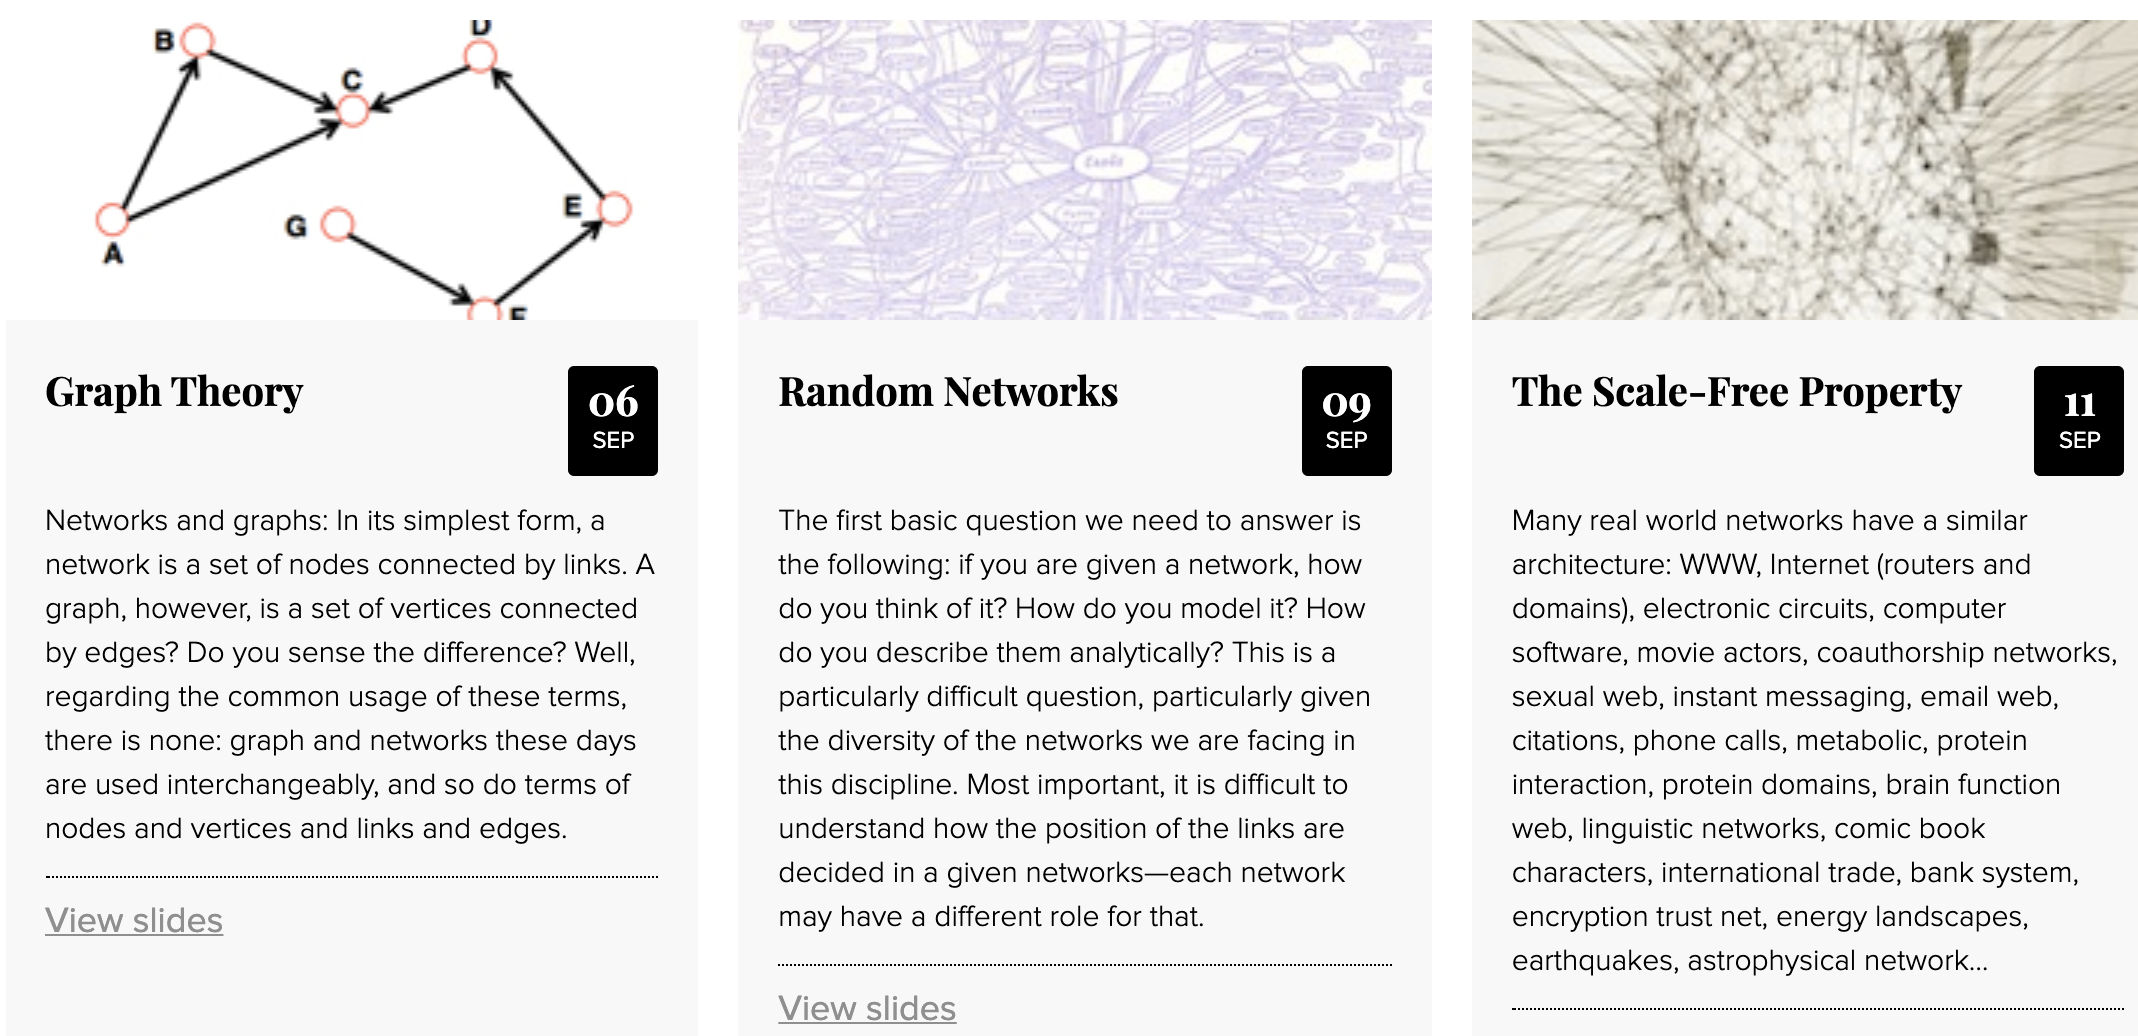 B
D
C
A
G
E
F
Graph Theory
06
SEP
Networks and graphs: In its simplest form, a
network is a set of nodes connected by links. A
graph, however, is a set of vertices connected
by edges? Do you sense the difference? Well,
regarding the common usage of these terms,
there is none: graph and networks these days
are used interchangeably, and so do terms of
nodes and vertices and links and edges.
View slides
Random Networks
09
SEP
The first basic question we need to answer is
the following: if you are given a network, how
do you think of it? How do you model it? How
do you describe them analytically? This is a
particularly difficult question, particularly given
the diversity of the networks we are facing in
this discipline. Most important, it is difficult to
understand how the position of the links are
decided in a given networks—each network
may have a different role for that.
View slides
The Scale-Free Property
11
SEP
Many real world networks have a similar
architecture: WWW, Internet (routers and
domains), electronic circuits, computer
software, movie actors, coauthorship networks,
sexual web, instant messaging, email web,
citations, phone calls, metabolic, protein
interaction, protein domains, brain function
web, linguistic networks, comic book
characters, international trade, bank system,
encryption trust net, energy landscapes,
earthquakes, astrophysical network...